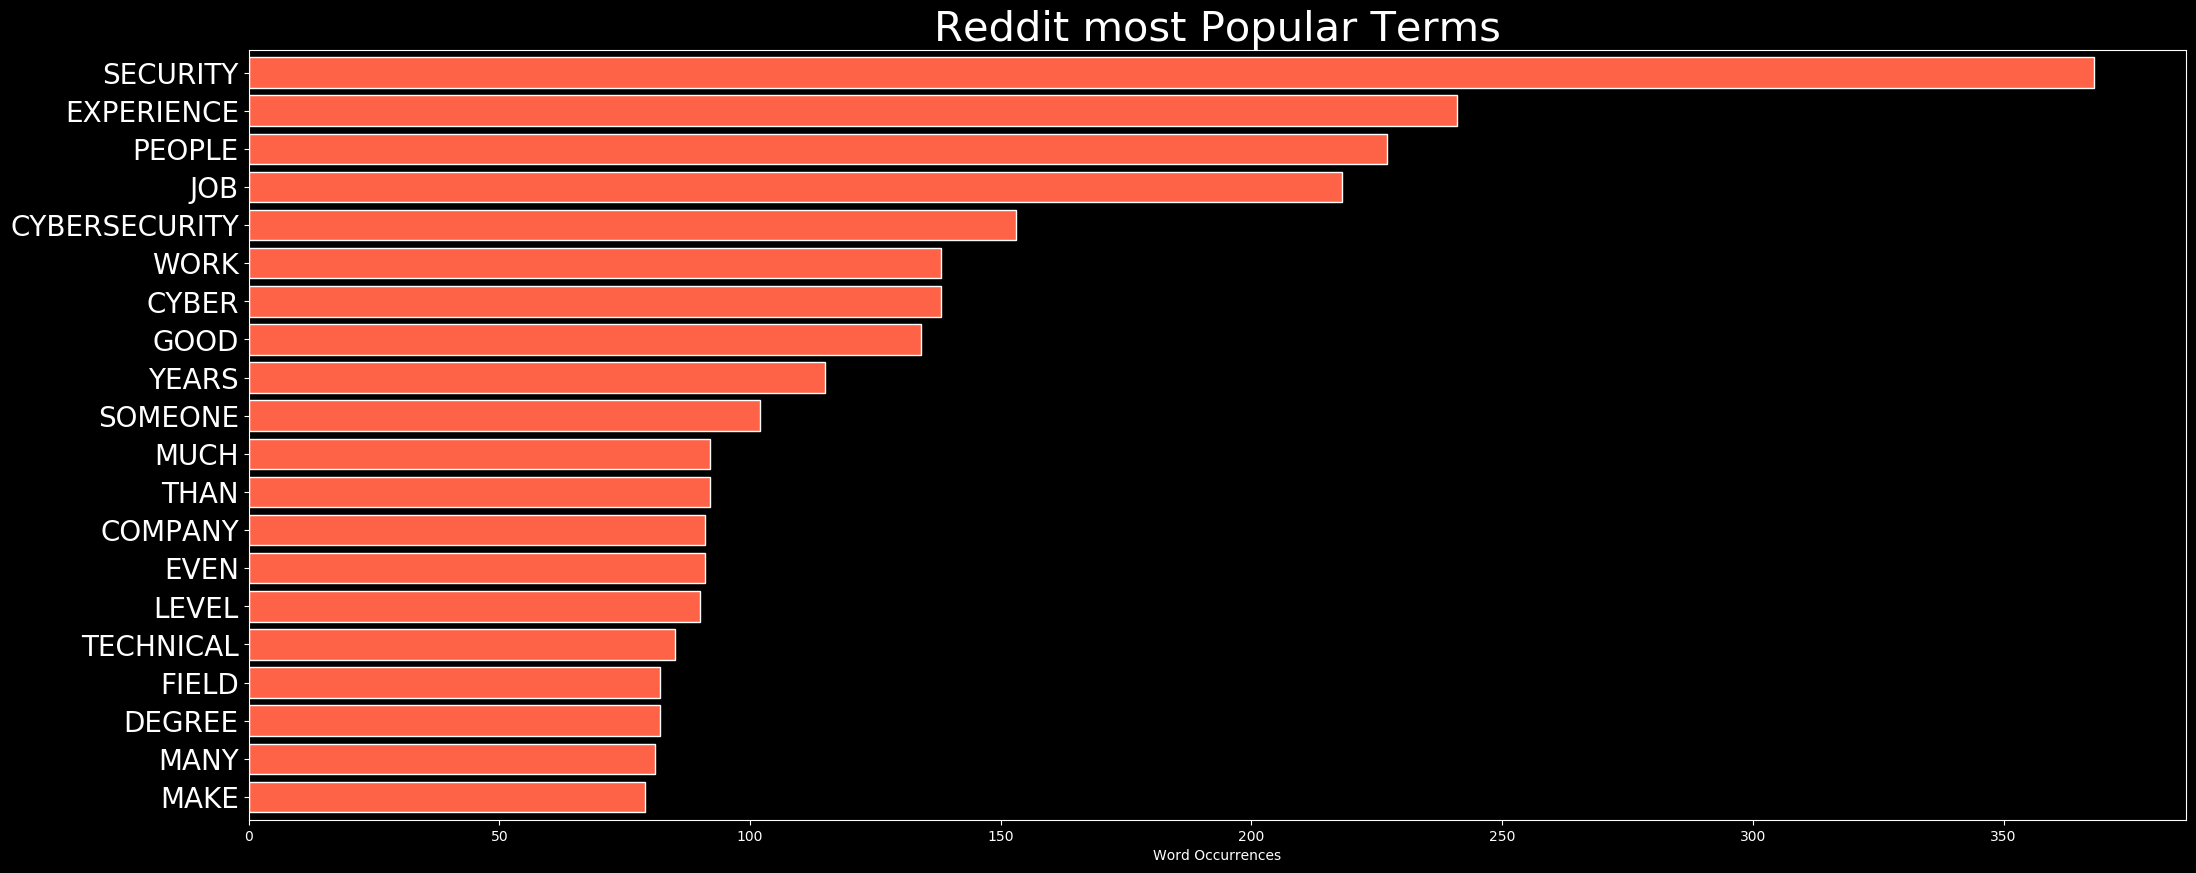 Reddit most Popular Terms
SECURITY
EXPERIENCE
PEOPLE
JOB
CYBERSECURITY
WORK
CYBER
GOOD
YEARS
SOMEONE
MUCH
THAN
COMPANY
EVEN
LEVEL
TECHNICAL
FIELD
DEGREE
MANY
MAKE
0 50 100 150 200 250 300 350
Word Occurrences